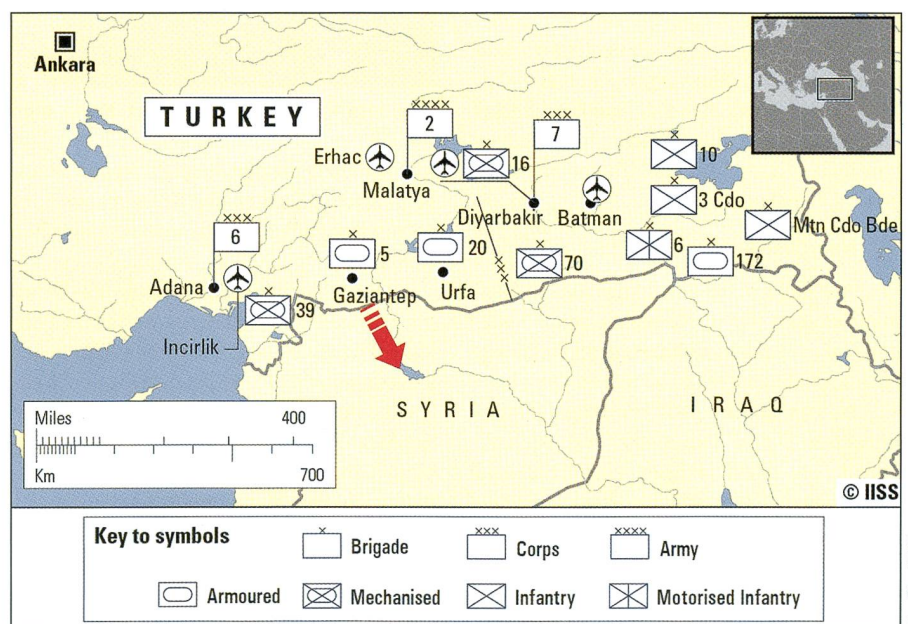 Ankara
TURKEY
××××
2
×××
7
Erhac
×
16
×
10
Malatya
×
3 Cdo
Diyarbakir
Batman
×
Mtn Cdo Bde
×××
6
×
5
×
20
×
70
×
6
×
172
×××
Adana
Gaziantep
Urfa
×
39
Incirlik
SYRIA
IRAQ
Miles 400
Km 700
© IISS
Key to symbols
× Brigade
××× Corps
×××× Army
Armoured
Mechanised
Infantry
Motorised Infantry